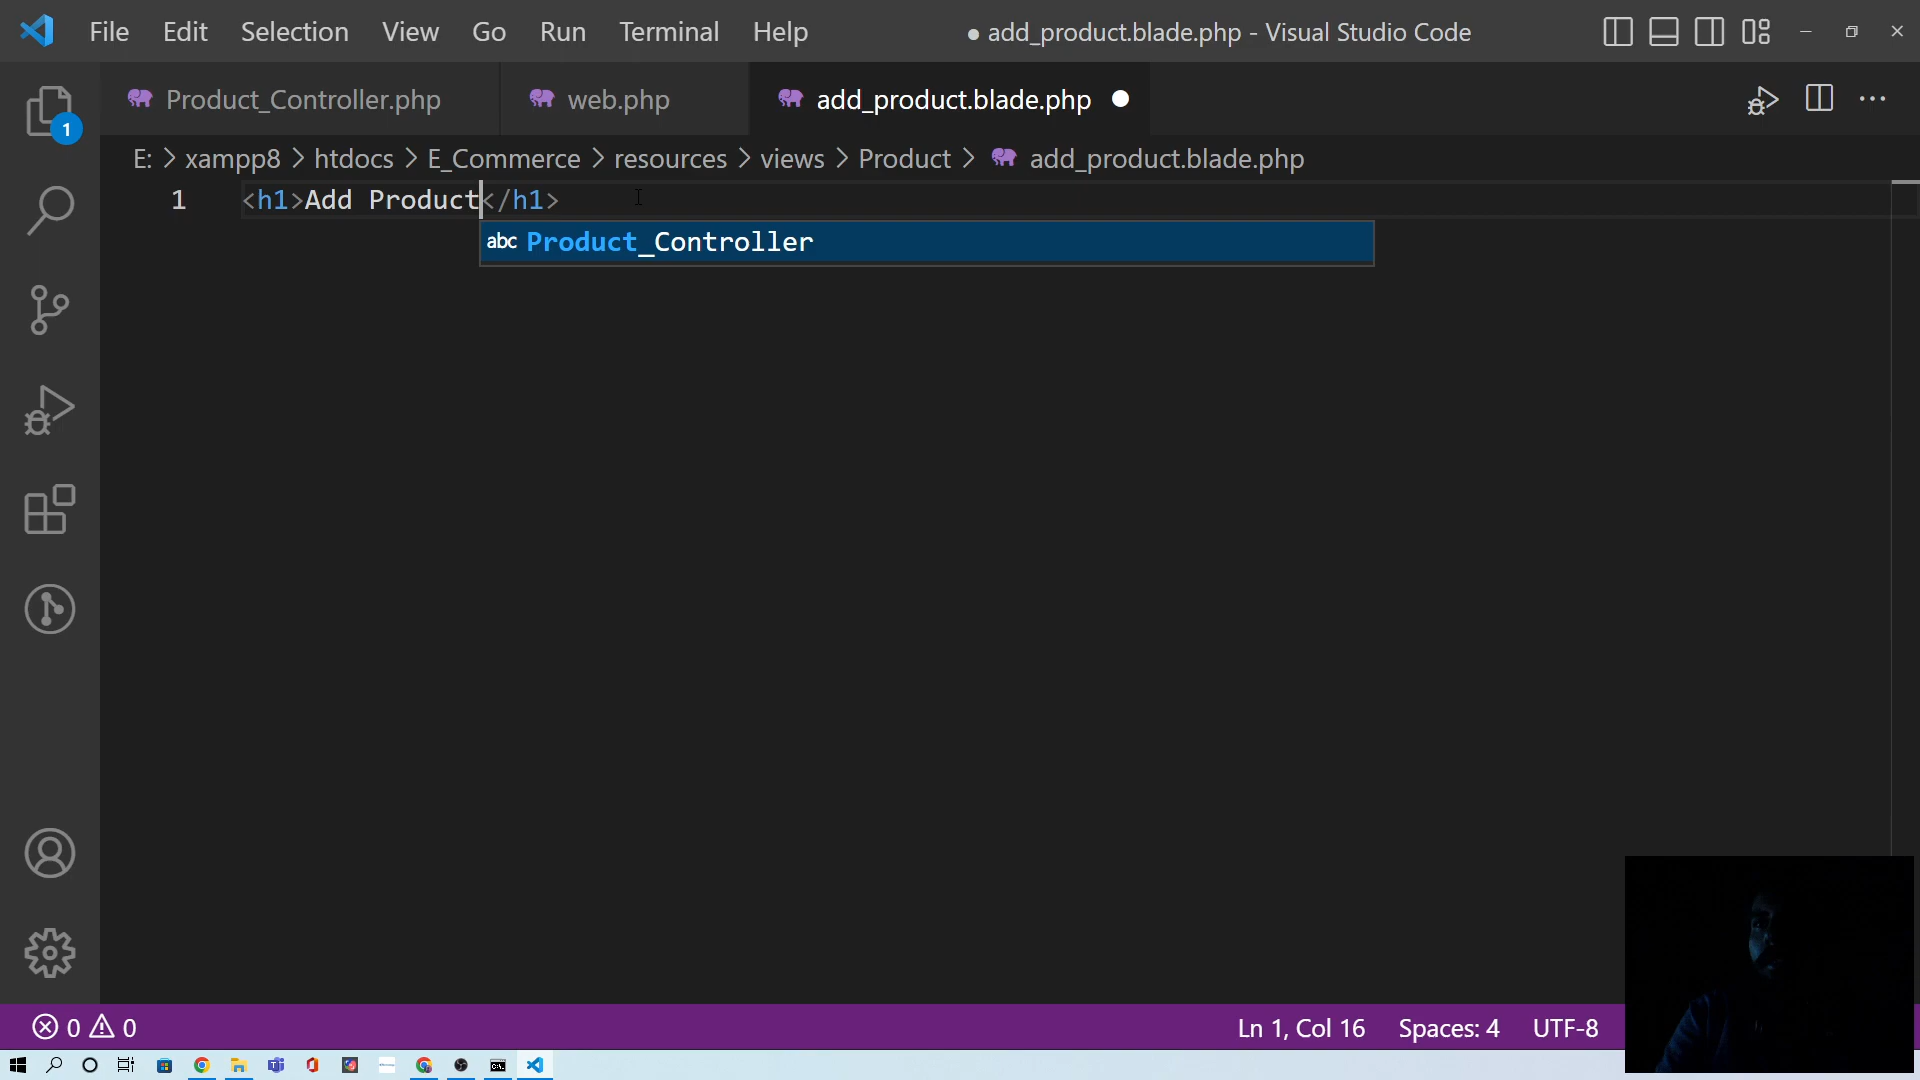 File Edit Selection View Go Run Terminal Help ● add_product.blade.php - Visual Studio Code
Product_Controller.php web.php add_product.blade.php
E: > xampp8 > htdocs > E_Commerce > resources > views > Product > add_product.blade.php
1 <h1>Add Product</h1>
abc Product_Controller
1
0 0 Ln 1, Col 16 Spaces: 4 UTF-8